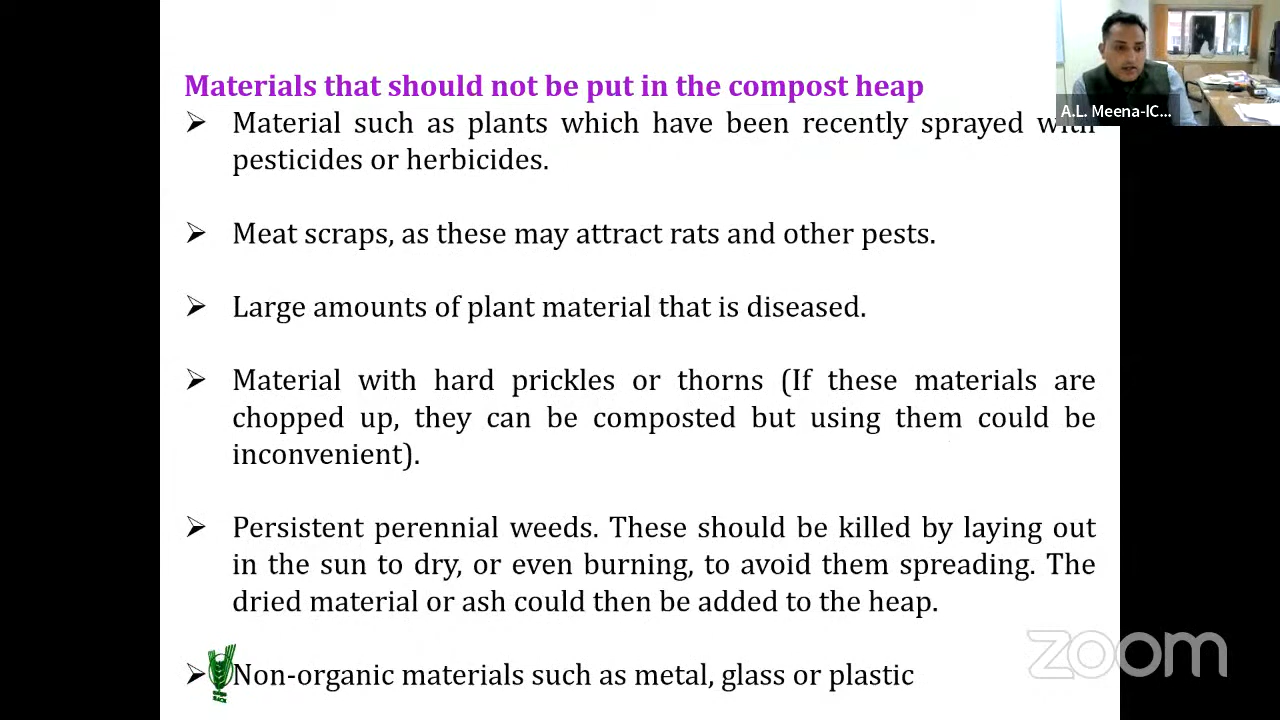 Materials that should not be put in the compost heap
➢ Material such as plants which have been recently sprayed with
pesticides or herbicides.
➢ Meat scraps, as these may attract rats and other pests.
➢ Large amounts of plant material that is diseased.
➢ Material with hard prickles or thorns (If these materials are
chopped up, they can be composted but using them could be
inconvenient).
➢ Persistent perennial weeds. These should be killed by laying out
in the sun to dry, or even burning, to avoid them spreading. The
dried material or ash could then be added to the heap.
➢ Non-organic materials such as metal, glass or plastic
A.L. Meena-IC...
zoom